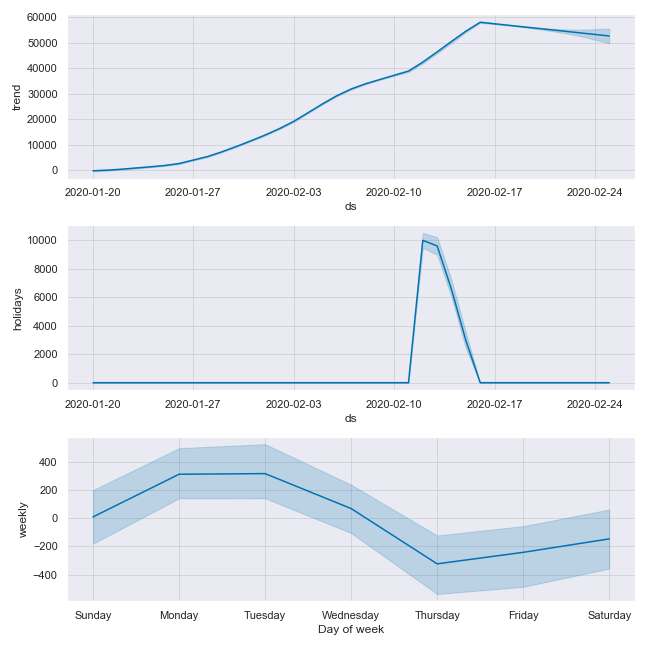 60000
50000
40000
30000
20000
10000
0
trend
2020-01-20 2020-01-27 2020-02-03 2020-02-10 2020-02-17 2020-02-24
ds
10000
8000
6000
4000
2000
0
holidays
2020-01-20 2020-01-27 2020-02-03 2020-02-10 2020-02-17 2020-02-24
ds
400
200
0
−200
−400
weekly
Sunday Monday Tuesday Wednesday Thursday Friday Saturday
Day of week